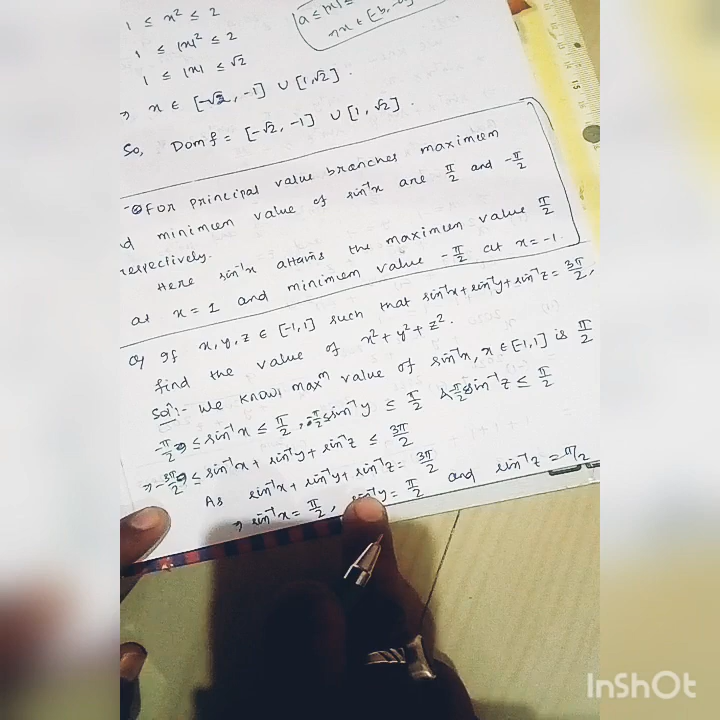 1 ≤ x² ≤ 2
1 ≤ |x|² ≤ 2
1 ≤ |x| ≤ √2
⇒ x ∈ [-√2, -1] ∪ [1, √2].
So, Domf = [-√2, -1] ∪ [1, √2].
a ≤ |x| ≤
⇒ x ∈ [-b, -a]
For principal value branches maximum
d minimum value of sin⁻¹x are π/2 and -π/2
respectively.
Here sin⁻¹x attains the maximum value π/2
at x = 1 and minimum value -π/2 at x = -1.
Q/ If x, y, z ∈ [-1,1] such that sin⁻¹x + sin⁻¹y + sin⁻¹z = 3π/2,
find the value of x² + y² + z².
Solⁿ:- We know maxᵐ value of sin⁻¹x, x ∈ [-1,1] is π/2
-π/2 ≤ sin⁻¹x ≤ π/2, -π/2 ≤ sin⁻¹y ≤ π/2 & -π/2 ≤ sin⁻¹z ≤ π/2
⇒ -3π/2 ≤ sin⁻¹x + sin⁻¹y + sin⁻¹z ≤ 3π/2
As sin⁻¹x + sin⁻¹y + sin⁻¹z = 3π/2
⇒ sin⁻¹x = π/2, sin⁻¹y = π/2 and sin⁻¹z = π/2
15
InShOt